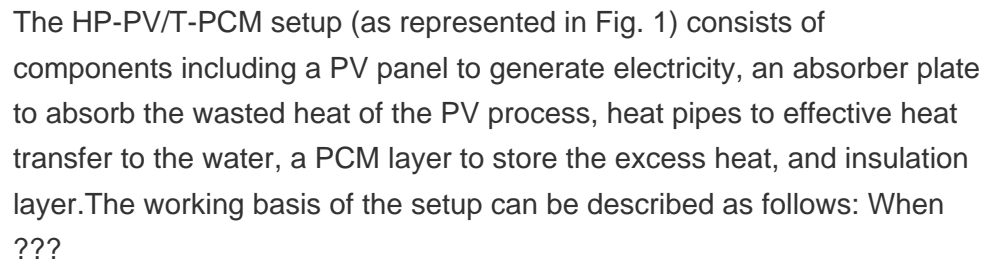 The HP-PV/T-PCM setup (as represented in Fig. 1) consists of
components including a PV panel to generate electricity, an absorber plate
to absorb the wasted heat of the PV process, heat pipes to effective heat
transfer to the water, a PCM layer to store the excess heat, and insulation
layer.The working basis of the setup can be described as follows: When
???